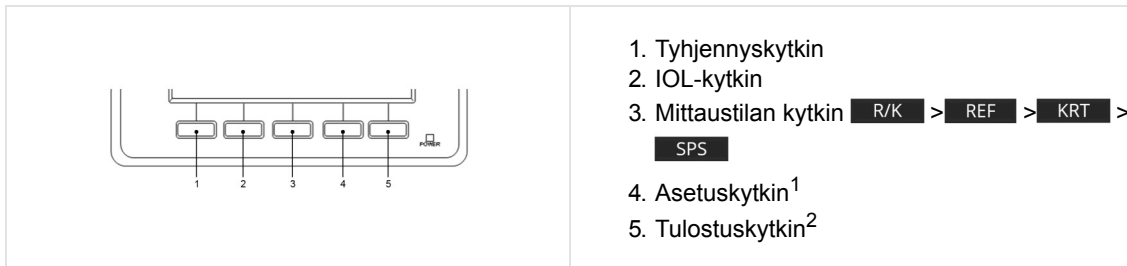 POWER
1 2 3 4 5
1. Tyhjennyskytkin
2. IOL-kytkin
3. Mittaustilan kytkin R/K > REF > KRT >
SPS
4. Asetuskytkin1
5. Tulostuskytkin2